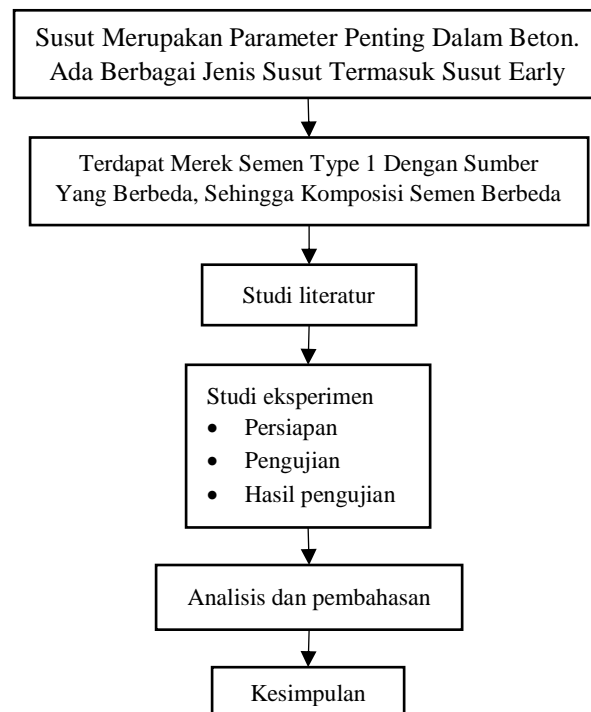 Susut Merupakan Parameter Penting Dalam Beton.
Ada Berbagai Jenis Susut Termasuk Susut Early
Terdapat Merek Semen Type 1 Dengan Sumber
Yang Berbeda, Sehingga Komposisi Semen Berbeda
Studi literatur
Studi eksperimen
• Persiapan
• Pengujian
• Hasil pengujian
Analisis dan pembahasan
Kesimpulan